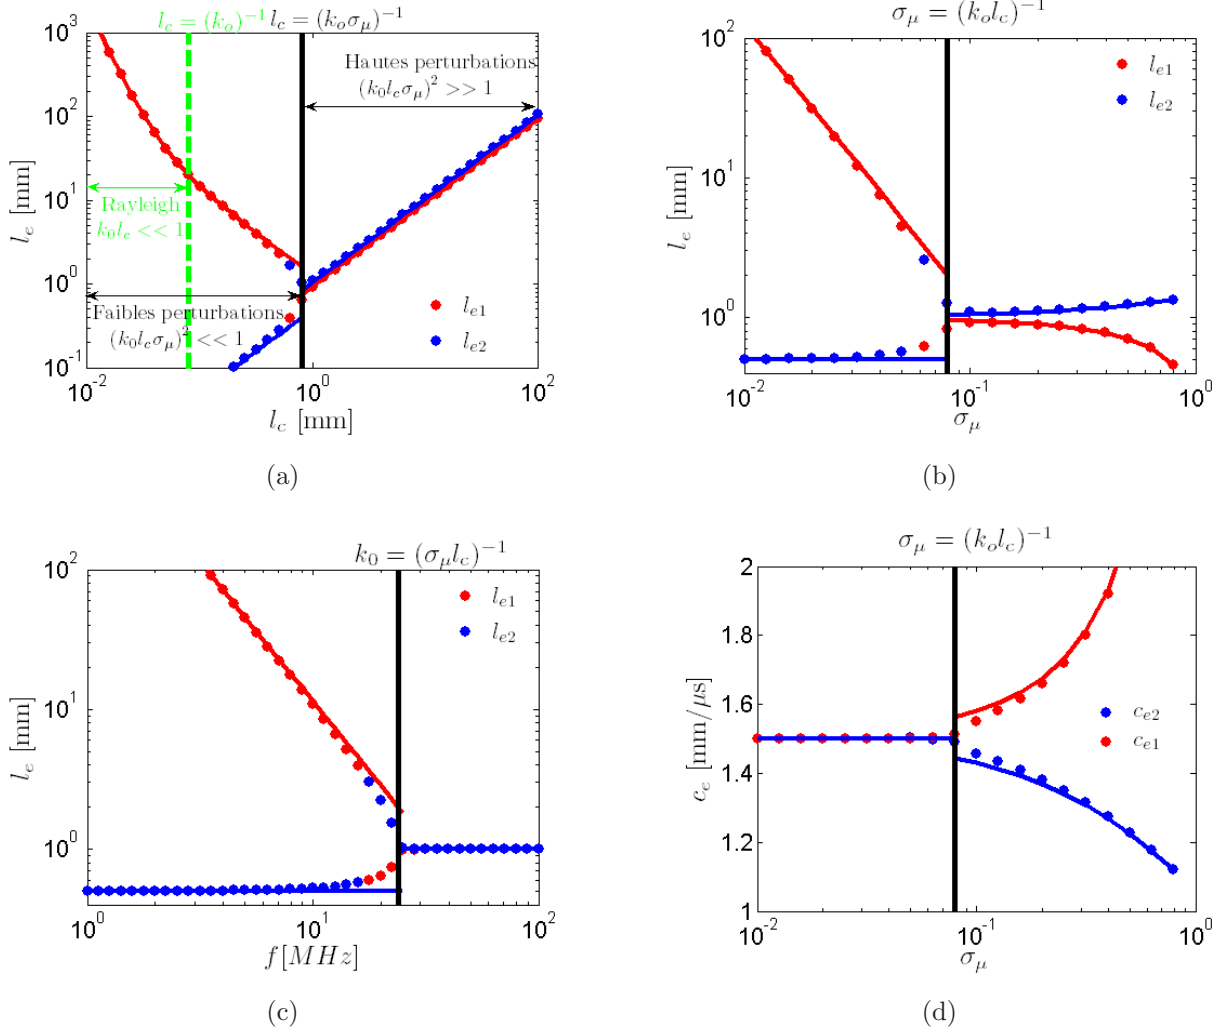 l_c = (k_o)^{-1} l_c = (k_o σ_μ)^{-1}
10^3
10^2
10^1
10^0
10^{-1}
l_e [mm]
Hautes perturbations
(k_0 l_c σ_μ)^2 >> 1
Rayleigh
k_0 l_c << 1
Faibles perturbations
(k_0 l_c σ_μ)^2 << 1
l_{e1}
l_{e2}
10^{-2} 10^0 10^2
l_c [mm]
(a)
σ_μ = (k_o l_c)^{-1}
10^2
10^1
10^0
l_e [mm]
l_{e1}
l_{e2}
10^{-2} 10^{-1} 10^0
σ_μ
(b)
k_0 = (σ_μ l_c)^{-1}
10^2
10^1
10^0
l_e [mm]
l_{e1}
l_{e2}
10^0 10^1 10^2
f[MHz]
(c)
σ_μ = (k_o l_c)^{-1}
2
1.8
1.6
1.4
1.2
1
c_e [mm/μs]
c_{e2}
c_{e1}
10^{-2} 10^{-1} 10^0
σ_μ
(d)